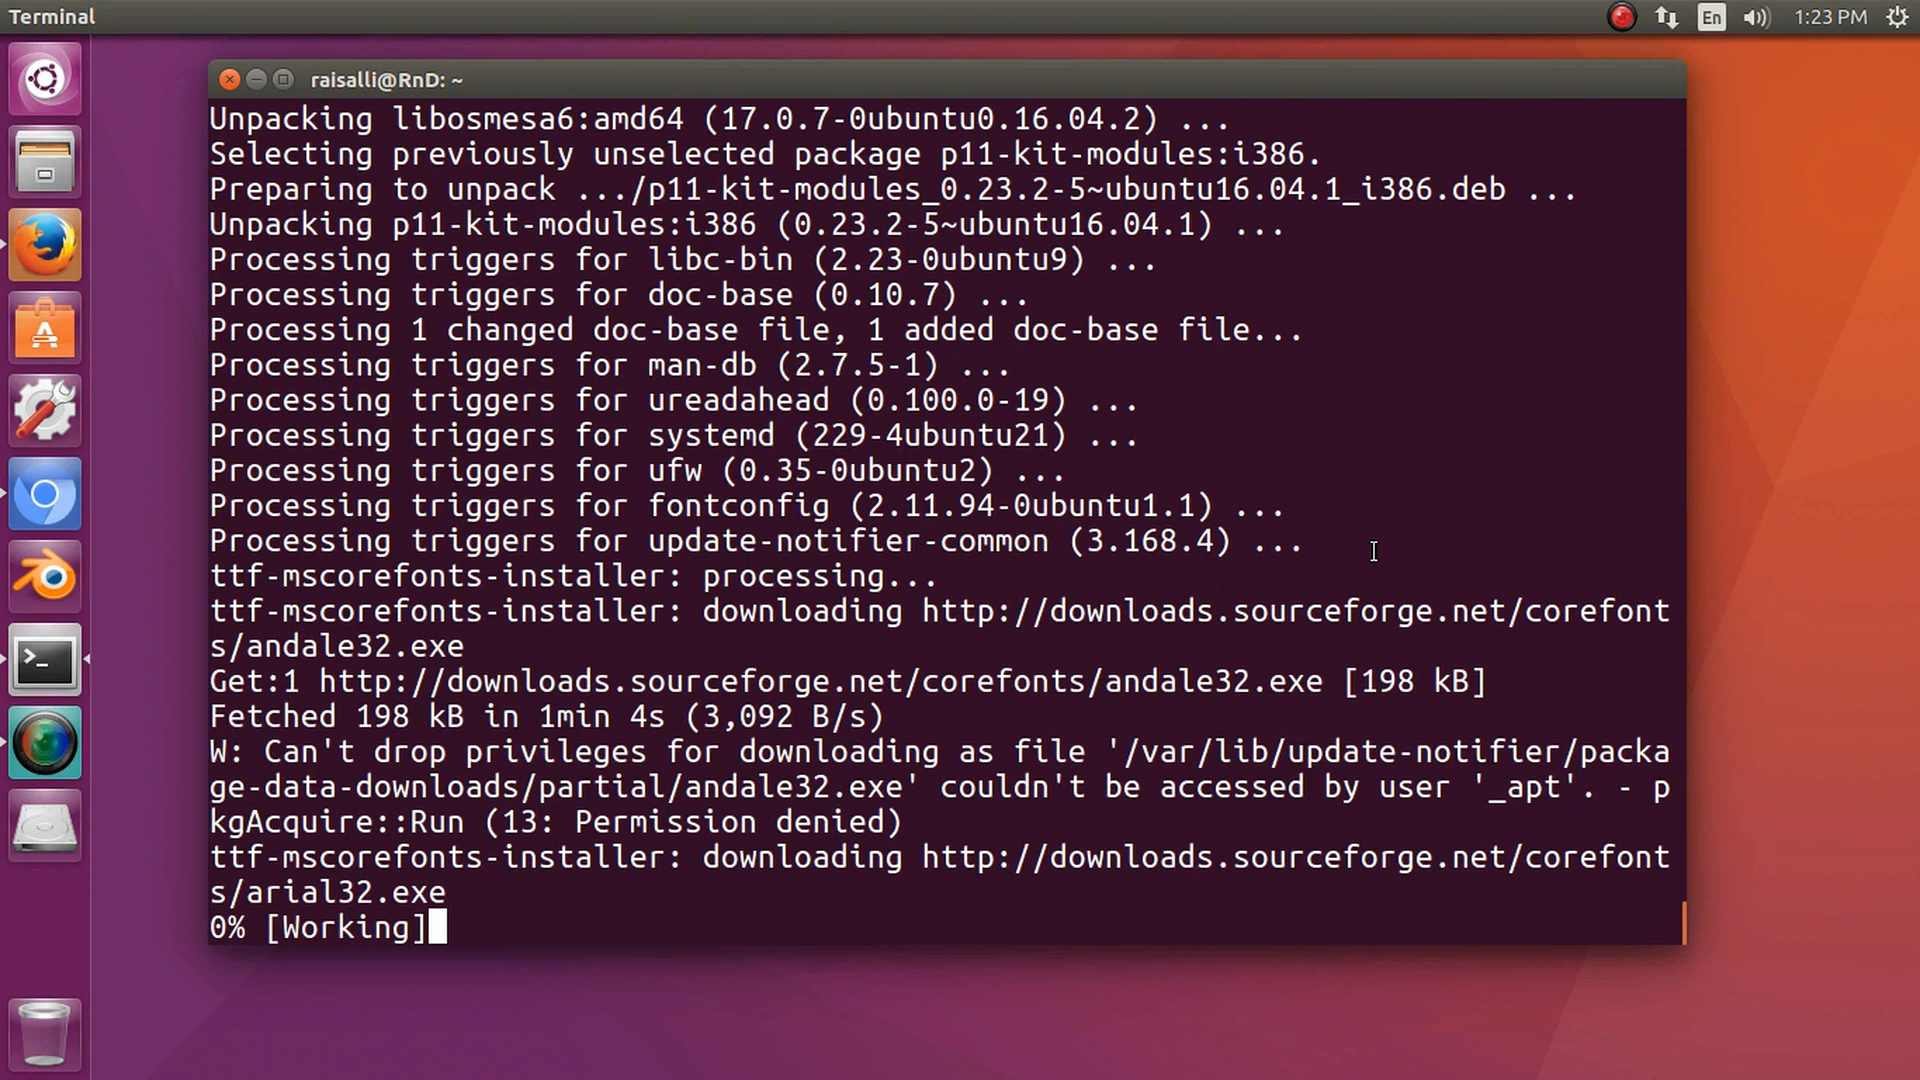 Terminal
En
1:23 PM
raisalli@RnD: ~
Unpacking libosmesa6:amd64 (17.0.7-0ubuntu0.16.04.2) ...
Selecting previously unselected package p11-kit-modules:i386.
Preparing to unpack .../p11-kit-modules_0.23.2-5~ubuntu16.04.1_i386.deb ...
Unpacking p11-kit-modules:i386 (0.23.2-5~ubuntu16.04.1) ...
Processing triggers for libc-bin (2.23-0ubuntu9) ...
Processing triggers for doc-base (0.10.7) ...
Processing 1 changed doc-base file, 1 added doc-base file...
Processing triggers for man-db (2.7.5-1) ...
Processing triggers for ureadahead (0.100.0-19) ...
Processing triggers for systemd (229-4ubuntu21) ...
Processing triggers for ufw (0.35-0ubuntu2) ...
Processing triggers for fontconfig (2.11.94-0ubuntu1.1) ...
Processing triggers for update-notifier-common (3.168.4) ...
ttf-mscorefonts-installer: processing...
ttf-mscorefonts-installer: downloading http://downloads.sourceforge.net/corefont
s/andale32.exe
Get:1 http://downloads.sourceforge.net/corefonts/andale32.exe [198 kB]
Fetched 198 kB in 1min 4s (3,092 B/s)
W: Can't drop privileges for downloading as file '/var/lib/update-notifier/packa
ge-data-downloads/partial/andale32.exe' couldn't be accessed by user '_apt'. - p
kgAcquire::Run (13: Permission denied)
ttf-mscorefonts-installer: downloading http://downloads.sourceforge.net/corefont
s/arial32.exe
0% [Working]